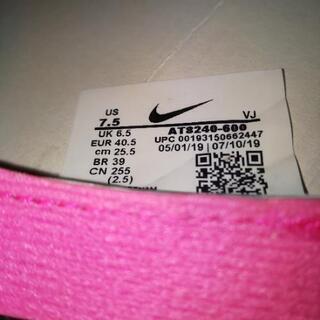 US
7.5
UK 6.5
EUR 40.5
cm 25.5
BR 39
CN 255
(2.5)
VJ
AT8240-600
UPC 00193150662447
05/01/19 07/10/19